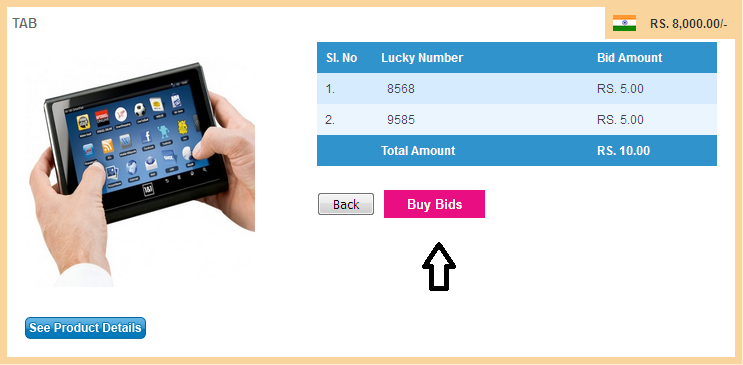 TAB
RS. 8,000.00/-
Sl. No Lucky Number Bid Amount
1. 8568 RS. 5.00
2. 9585 RS. 5.00
Total Amount RS. 10.00
Back Buy Bids
See Product Details